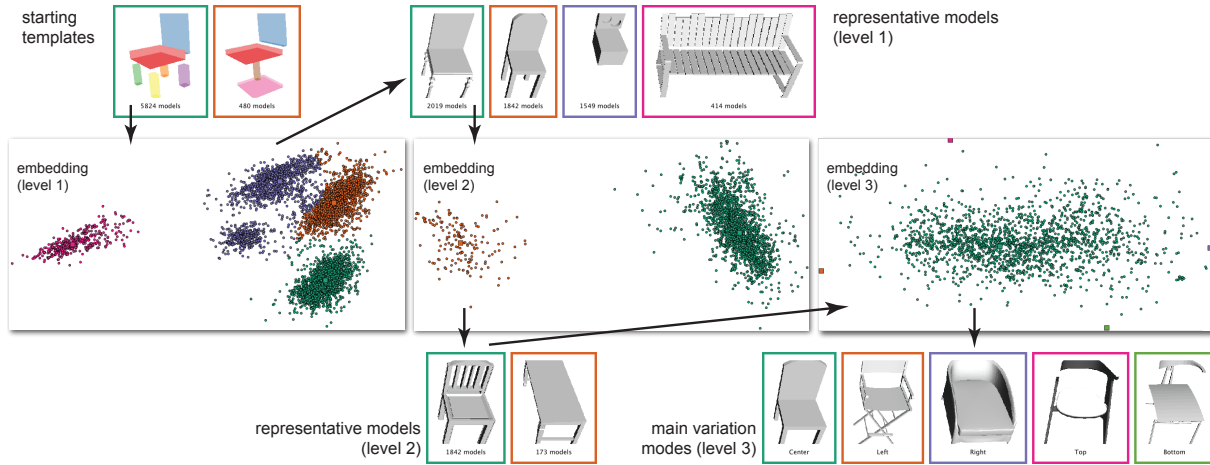 starting
templates
5824 models
480 models
2019 models
1842 models
1549 models
414 models
representative models
(level 1)
embedding
(level 1)
embedding
(level 2)
embedding
(level 3)
representative models
(level 2)
1842 models
173 models
main variation
modes (level 3)
Center
Left
Right
Top
Bottom